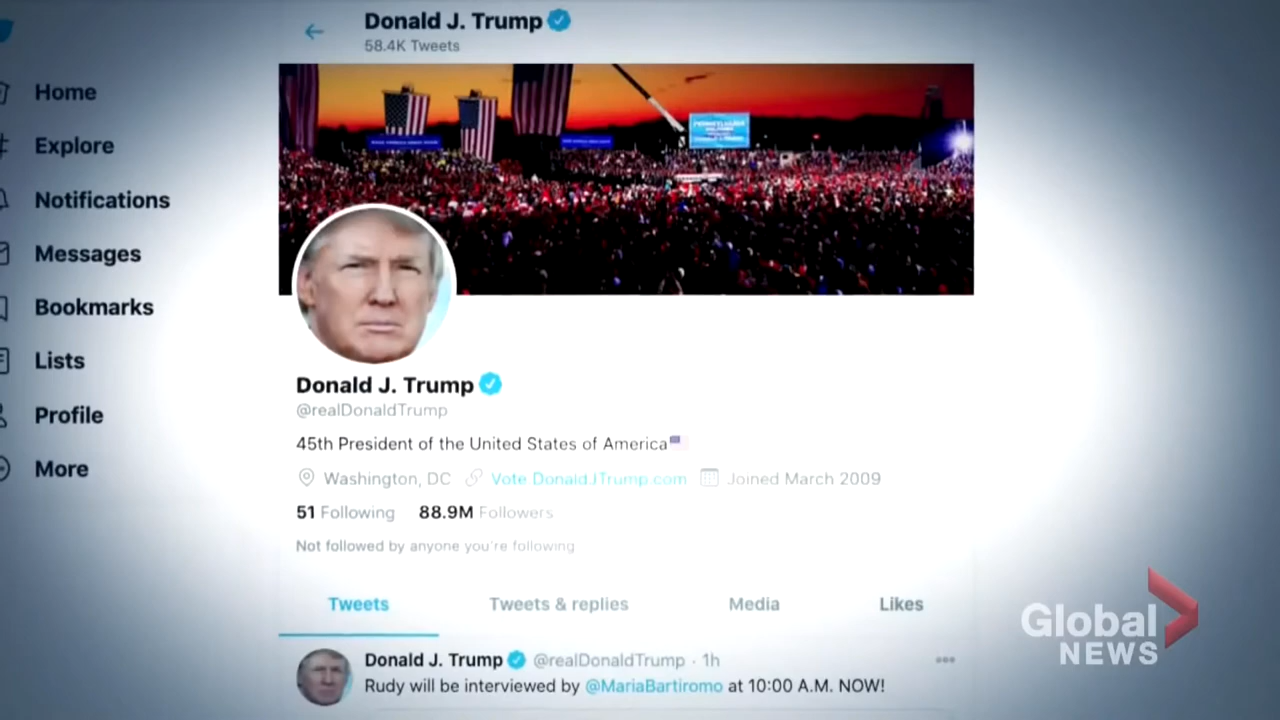 Donald J. Trump
58.4K Tweets
Home
Explore
Notifications
Messages
Bookmarks
Lists
Profile
More
PENNSYLVANIA
Donald J. Trump
@realDonaldTrump
45th President of the United States of America
Washington, DC Vote.DonaldJTrump.com Joined March 2009
51 Following 88.9M Followers
Not followed by anyone you're following
Tweets Tweets & replies Media Likes
Donald J. Trump @realDonaldTrump · 1h
Rudy will be interviewed by @MariaBartiromo at 10:00 A.M. NOW!
Global
NEWS